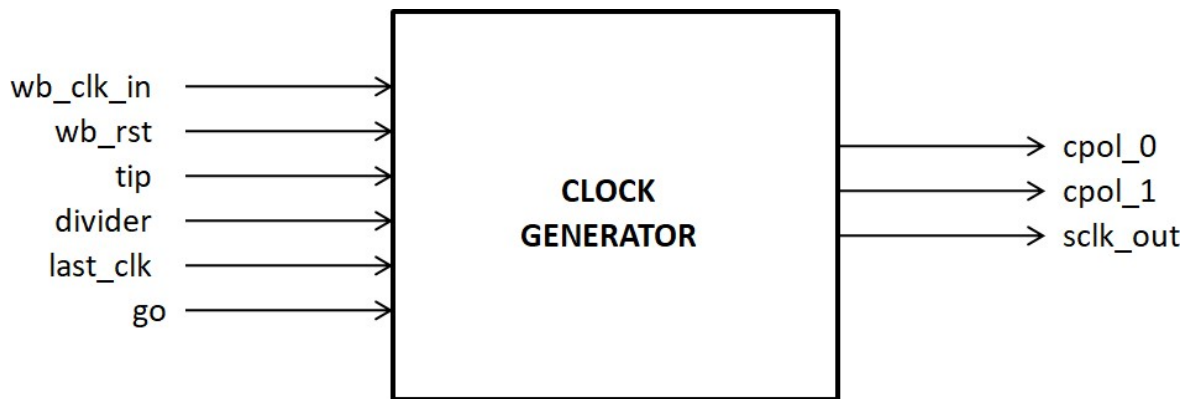 wb_clk_in
wb_rst
tip
divider
last_clk
go
CLOCK
GENERATOR
cpol_0
cpol_1
sclk_out